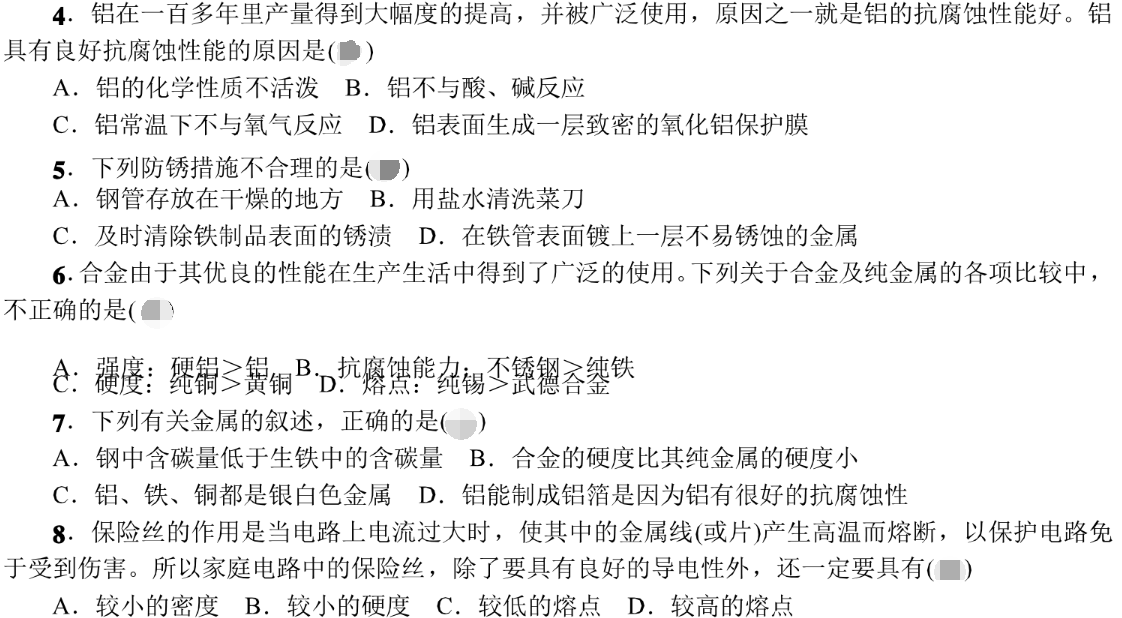 4．铝在一百多年里产量得到大幅度的提高，并被广泛使用，原因之一就是铝的抗腐蚀性能好。铝
具有良好抗腐蚀性能的原因是( )
A．铝的化学性质不活泼 B．铝不与酸、碱反应
C．铝常温下不与氧气反应 D．铝表面生成一层致密的氧化铝保护膜
5．下列防锈措施不合理的是( )
A．钢管存放在干燥的地方 B．用盐水清洗菜刀
C．及时清除铁制品表面的锈渍 D．在铁管表面镀上一层不易锈蚀的金属
6．合金由于其优良的性能在生产生活中得到了广泛的使用。下列关于合金及纯金属的各项比较中，
不正确的是( )
A．强度：硬铝＞铝 B．抗腐蚀能力：不锈钢＞纯铁
C．硬度：纯铜＞黄铜 D．熔点：纯锡＞武德合金
7．下列有关金属的叙述，正确的是( )
A．钢中含碳量低于生铁中的含碳量 B．合金的硬度比其纯金属的硬度小
C．铝、铁、铜都是银白色金属 D．铝能制成铝箔是因为铝有很好的抗腐蚀性
8．保险丝的作用是当电路上电流过大时，使其中的金属线(或片)产生高温而熔断，以保护电路免
于受到伤害。所以家庭电路中的保险丝，除了要具有良好的导电性外，还一定要具有( )
A．较小的密度 B．较小的硬度 C．较低的熔点 D．较高的熔点